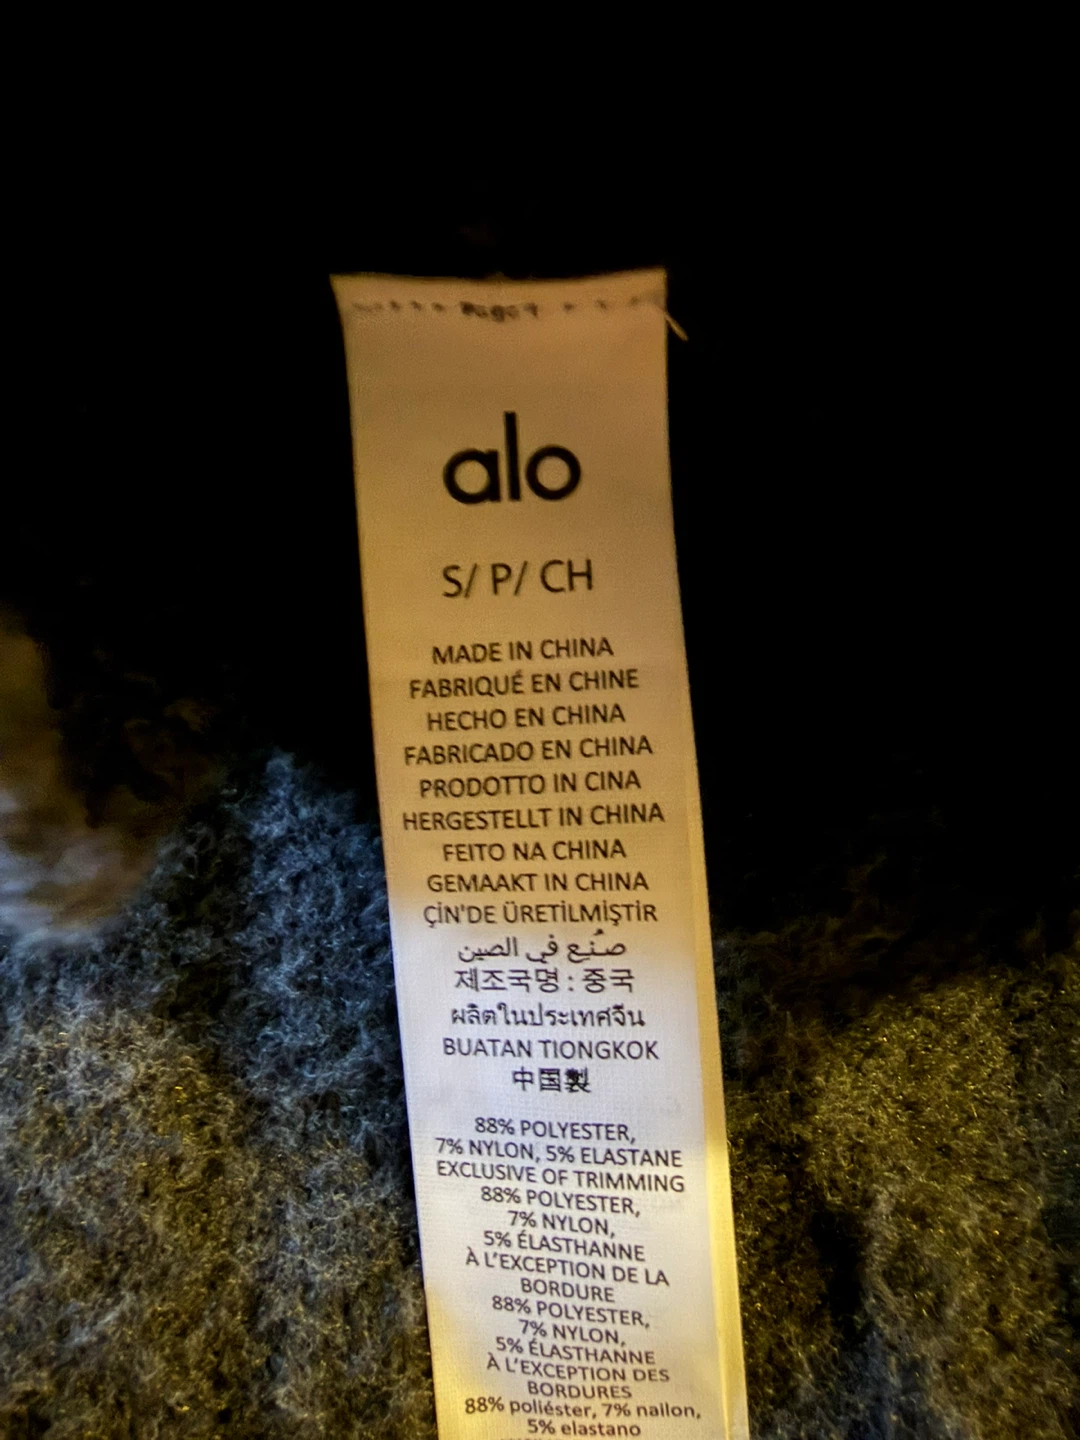 alo
S/ P/ CH
MADE IN CHINA
FABRIQUÉ EN CHINE
HECHO EN CHINA
FABRICADO EN CHINA
PRODOTTO IN CINA
HERGESTELLT IN CHINA
FEITO NA CHINA
GEMAAKT IN CHINA
ÇİN'DE ÜRETİLMİŞTİR
صُنِع في الصين
제조국명 : 중국
ผลิตในประเทศจีน
BUATAN TIONGKOK
中国製
88% POLYESTER,
7% NYLON, 5% ELASTANE
EXCLUSIVE OF TRIMMING
88% POLYESTER,
7% NYLON,
5% ÉLASTHANNE
À L'EXCEPTION DE LA
BORDURE
88% POLYESTER,
7% NYLON,
5% ÉLASTHANNE
À L'EXCEPTION DES
BORDURES
88% poliéster, 7% nailon,
5% elastano